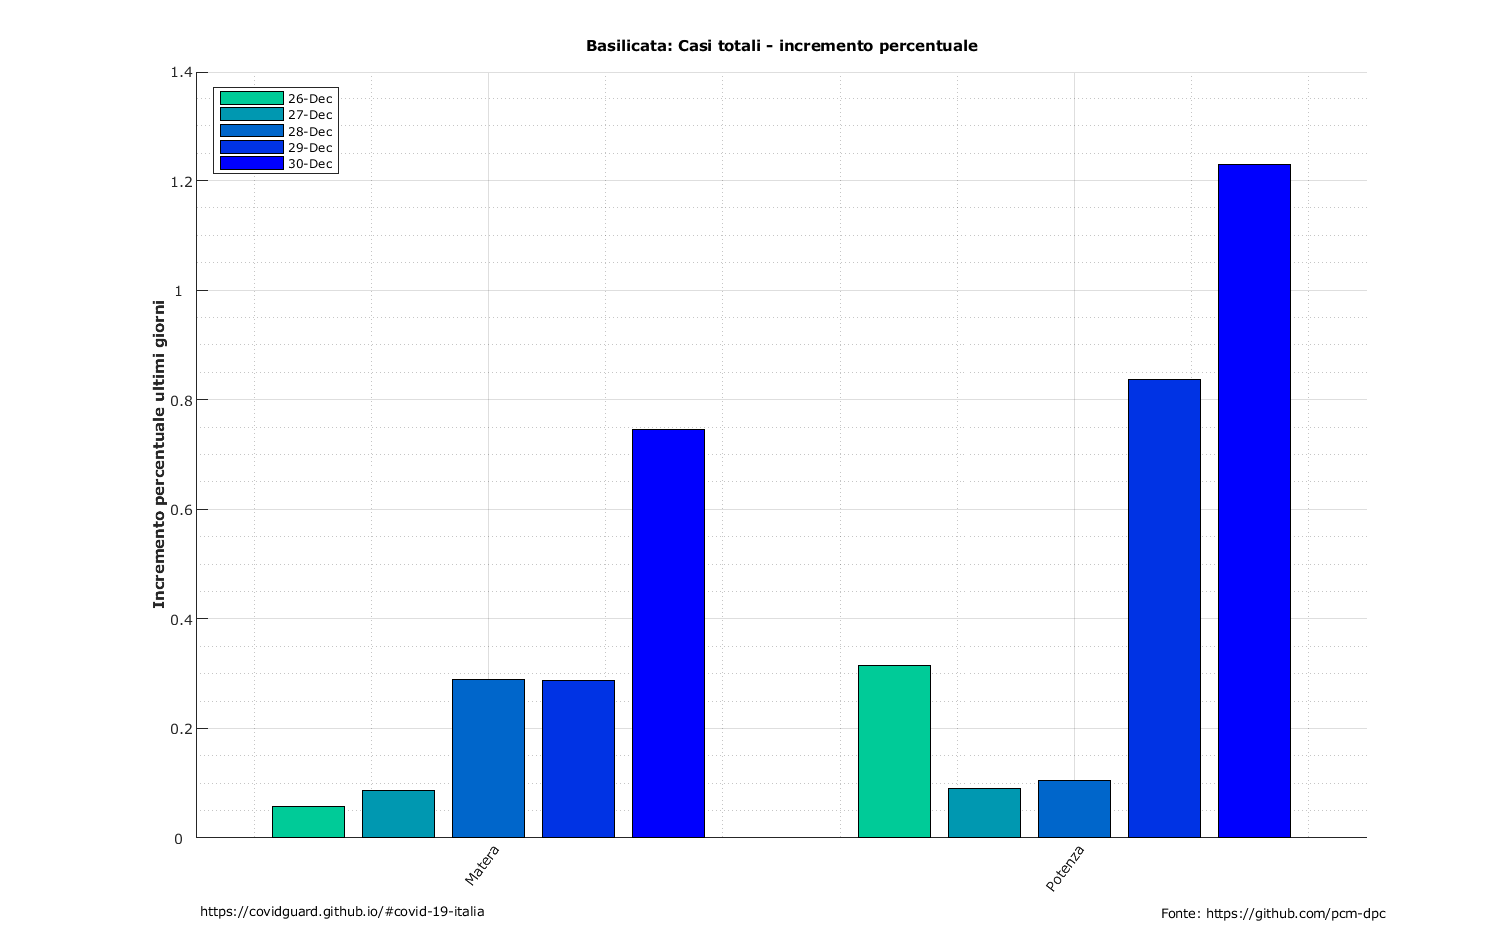 Basilicata: Casi totali - incremento percentuale
1.4
1.2
1
0.8
0.6
0.4
0.2
0
Incremento percentuale ultimi giorni
26-Dec
27-Dec
28-Dec
29-Dec
30-Dec
Matera
Potenza
https://covidguard.github.io/#covid-19-italia
Fonte: https://github.com/pcm-dpc